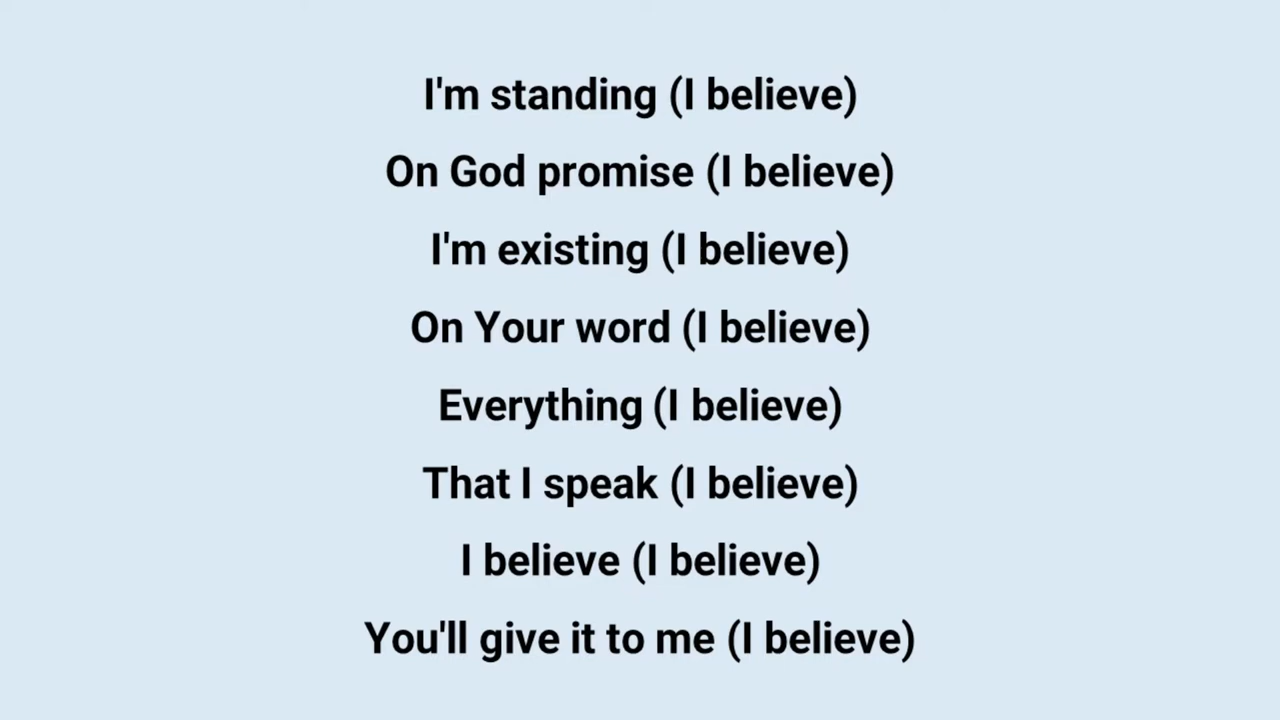 I'm standing (I believe)
On God promise (I believe)
I'm existing (I believe)
On Your word (I believe)
Everything (I believe)
That I speak (I believe)
I believe (I believe)
You'll give it to me (I believe)